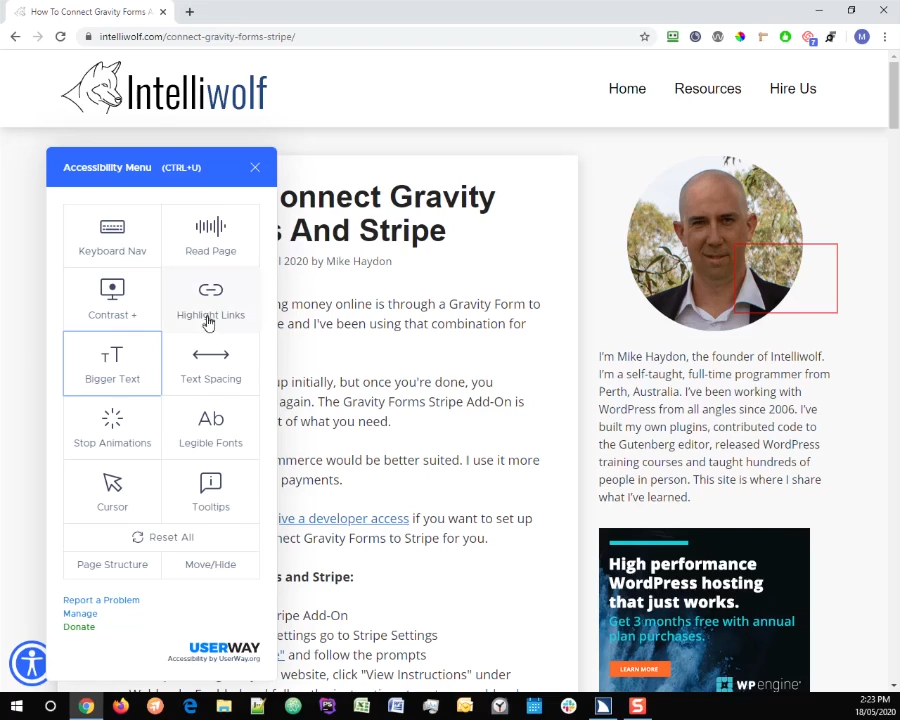 How To Connect Gravity Forms A
intelliwolf.com/connect-gravity-forms-stripe/
7
M
Intelliwolf
Home
Resources
Hire Us
Accessibility Menu (CTRL+U)
Keyboard Nav
Read Page
Contrast +
Highlight Links
Bigger Text
Text Spacing
Stop Animations
Legible Fonts
Cursor
Tooltips
Reset All
Page Structure
Move/Hide
Report a Problem
Manage
Donate
USERWAY
Accessibility by UserWay.org
onnect Gravity
s And Stripe
2020 by Mike Haydon
ng money online is through a Gravity Form to
e and I've been using that combination for
up initially, but once you're done, you
again. The Gravity Forms Stripe Add-On is
t of what you need.
mmerce would be better suited. I use it more
payments.
ive a developer access if you want to set up
nect Gravity Forms to Stripe for you.
s and Stripe:
ripe Add-On
ettings go to Stripe Settings
e" and follow the prompts
website, click "View Instructions" under
I'm Mike Haydon, the founder of Intelliwolf.
I'm a self-taught, full-time programmer from
Perth, Australia. I've been working with
WordPress from all angles since 2006. I've
built my own plugins, contributed code to
the Gutenberg editor, released WordPress
training courses and taught hundreds of
people in person. This site is where I share
what I've learned.
High performance
WordPress hosting
that just works.
Get 3 months free with annual
plan purchases.
LEARN MORE
WP engine
2:23 PM
18/05/2020